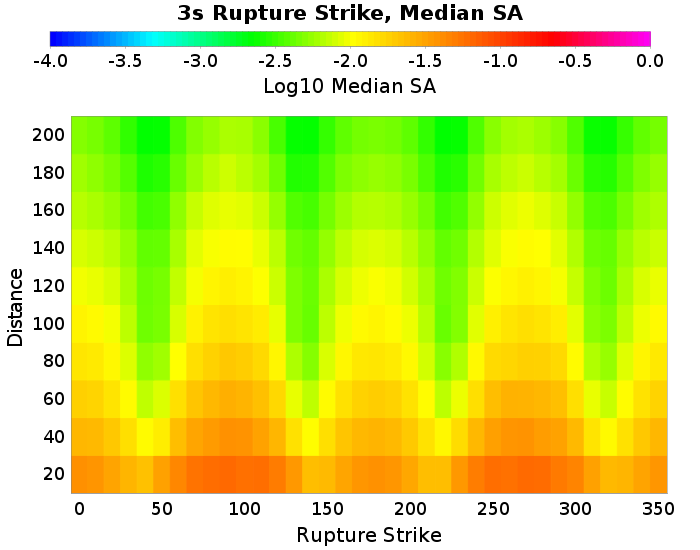 3s Rupture Strike, Median SA
-4.0 -3.5 -3.0 -2.5 -2.0 -1.5 -1.0 -0.5 0.0
Log10 Median SA
200
180
160
140
120
100
80
60
40
20
Distance
0 50 100 150 200 250 300 350
Rupture Strike